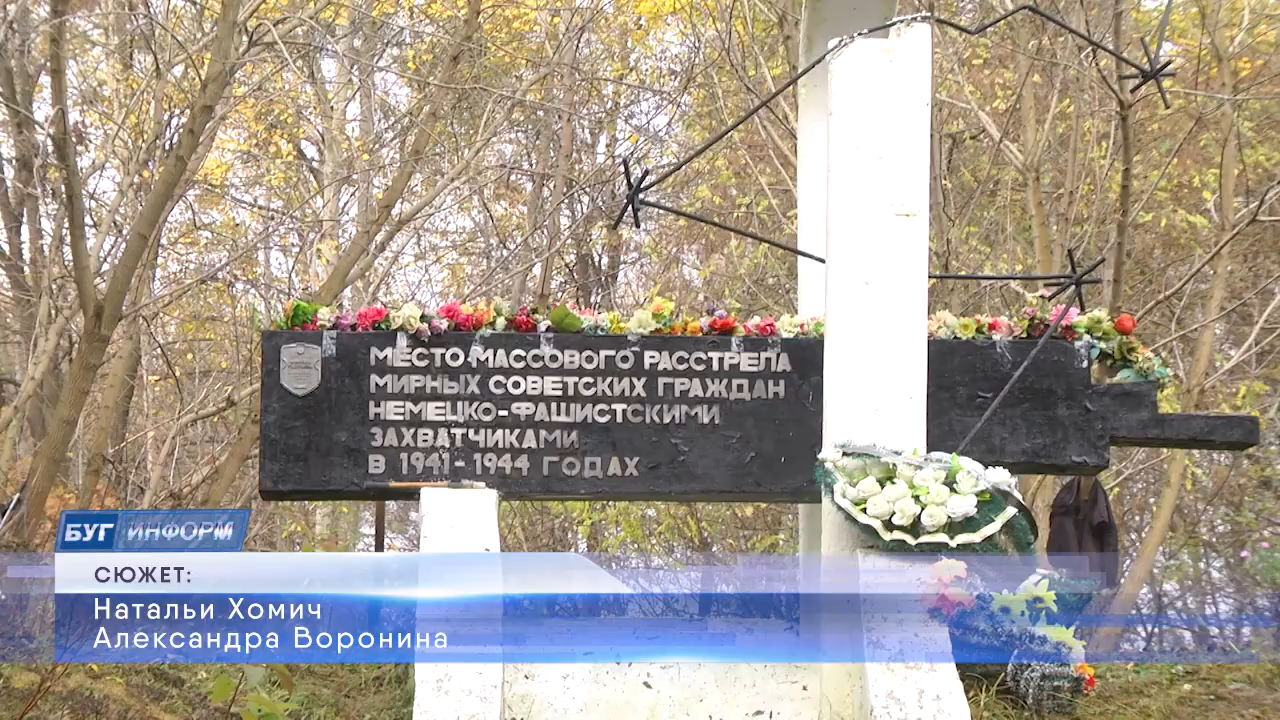 МЕСТО МАССОВОГО РАССТРЕЛА
МИРНЫХ СОВЕТСКИХ ГРАЖДАН
НЕМЕЦКО-ФАШИСТСКИМИ
ЗАХВАТЧИКАМИ
В 1941-1944 ГОДАХ
БУГ ИНФОРМ
СЮЖЕТ:
Натальи Хомич
Александра Воронина